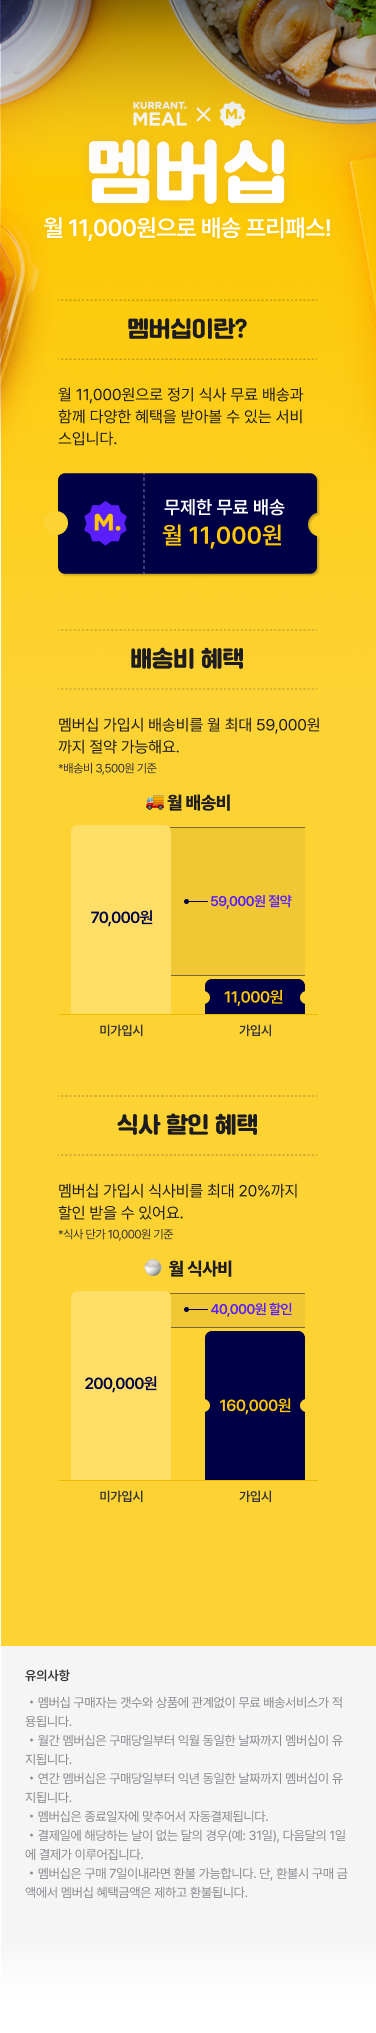 KURRANT.
MEAL × M.
멤버십
월 11,000원으로 배송 프리패스!
멤버십이란?
월 11,000원으로 정기 식사 무료 배송과
함께 다양한 혜택을 받아볼 수 있는 서비
스입니다.
M.
무제한 무료 배송
월 11,000원
배송비 혜택
멤버십 가입시 배송비를 월 최대 59,000원
까지 절약 가능해요.
*배송비 3,500원 기준
월 배송비
59,000원 절약
70,000원
11,000원
미가입시 가입시
식사 할인 혜택
멤버십 가입시 식사비를 최대 20%까지
할인 받을 수 있어요.
*식사 단가 10,000원 기준
월 식사비
40,000원 할인
200,000원
160,000원
미가입시 가입시
유의사항
• 멤버십 구매자는 갯수와 상품에 관계없이 무료 배송서비스가 적
용됩니다.
• 월간 멤버십은 구매당일부터 익월 동일한 날짜까지 멤버십이 유
지됩니다.
• 연간 멤버십은 구매당일부터 익년 동일한 날짜까지 멤버십이 유
지됩니다.
• 멤버십은 종료일자에 맞추어서 자동결제됩니다.
• 결제일에 해당하는 날이 없는 달의 경우(예: 31일), 다음달의 1일
에 결제가 이루어집니다.
• 멤버십은 구매 7일이내라면 환불 가능합니다. 단, 환불시 구매 금
액에서 멤버십 혜택금액은 제하고 환불됩니다.